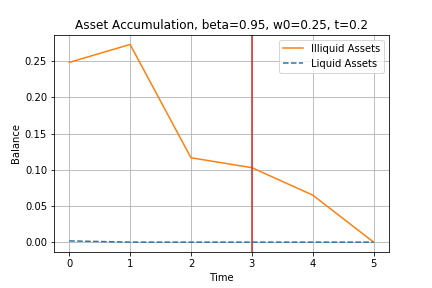 Asset Accumulation, beta=0.95, w0=0.25, t=0.2
Illiquid Assets
Liquid Assets
Balance
0.25
0.20
0.15
0.10
0.05
0.00
0 1 2 3 4 5
Time